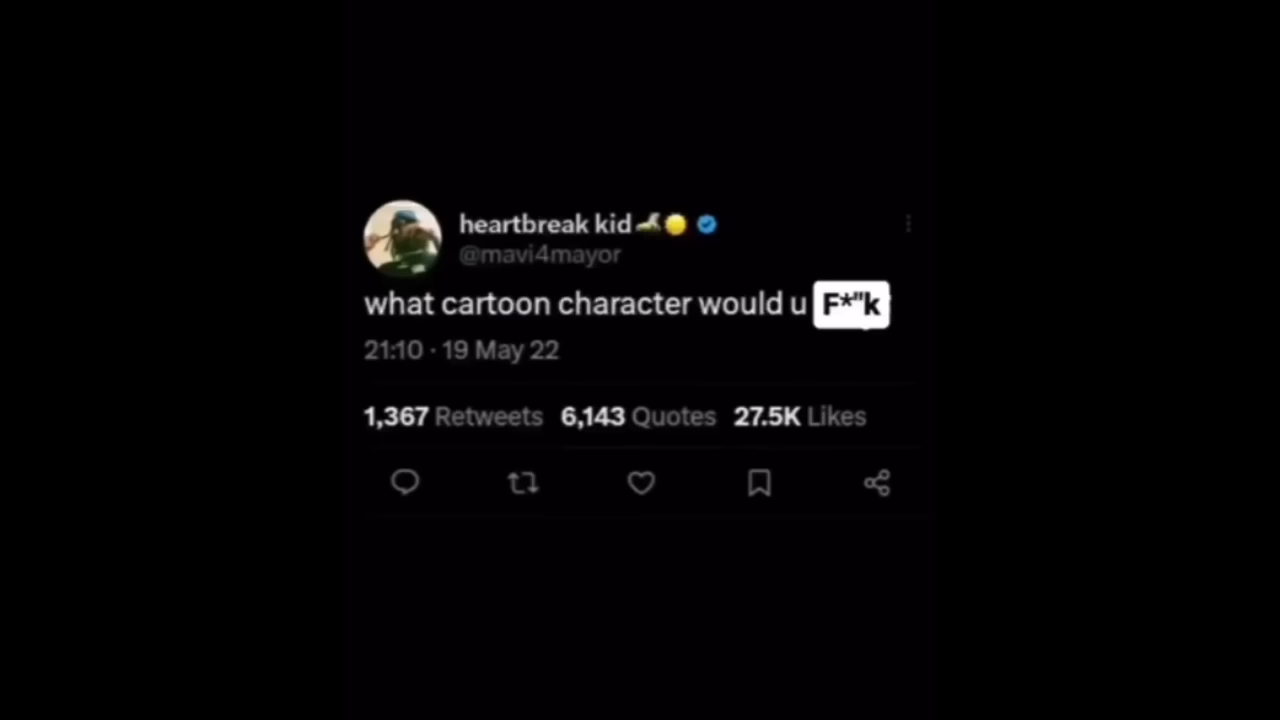 heartbreak kid
@mavi4mayor
what cartoon character would u F*"k
21:10 · 19 May 22
1,367 Retweets 6,143 Quotes 27.5K Likes